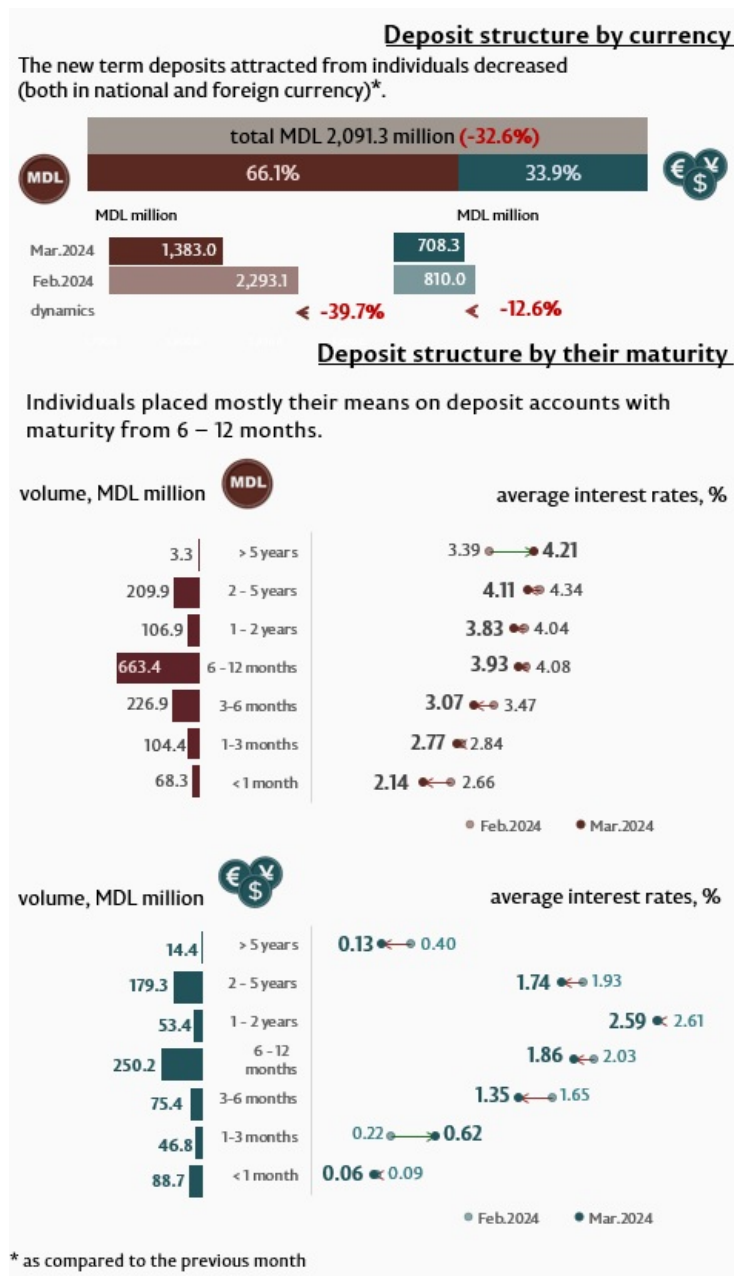 Deposit structure by currency
The new term deposits attracted from individuals decreased
(both in national and foreign currency)*.
total MDL 2,091.3 million (-32.6%)
MDL
66.1%
33.9%
€ ¥ $
MDL million
MDL million
Mar.2024 1,383.0 708.3
Feb.2024 2,293.1 810.0
dynamics -39.7% -12.6%
Deposit structure by their maturity
Individuals placed mostly their means on deposit accounts with
maturity from 6 – 12 months.
volume, MDL million MDL average interest rates, %
3.3 > 5 years 3.39 4.21
209.9 2 – 5 years 4.11 4.34
106.9 1 – 2 years 3.83 4.04
663.4 6 – 12 months 3.93 4.08
226.9 3-6 months 3.07 3.47
104.4 1-3 months 2.77 2.84
68.3 < 1 month 2.14 2.66
Feb.2024 Mar.2024
€ ¥ $
volume, MDL million average interest rates, %
14.4 > 5 years 0.13 0.40
179.3 2 – 5 years 1.74 1.93
53.4 1 – 2 years 2.59 2.61
250.2 6 – 12
months 1.86 2.03
75.4 3-6 months 1.35 1.65
46.8 1-3 months 0.22 0.62
88.7 < 1 month 0.06 0.09
Feb.2024 Mar.2024
* as compared to the previous month